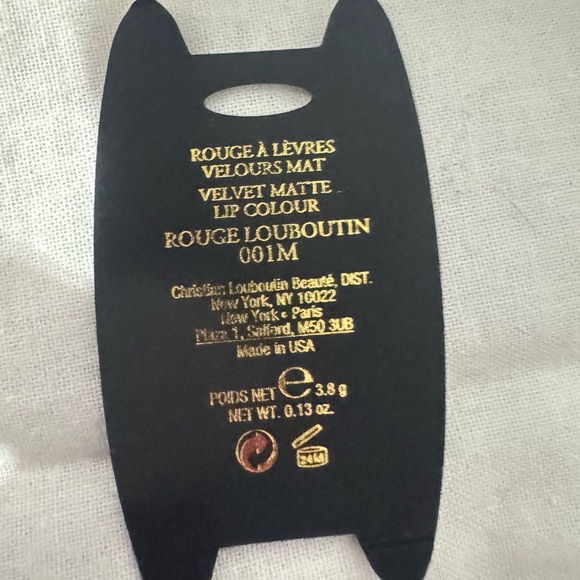 ROUGE À LÈVRES
VELOURS MAT
VELVET MATTE
LIP COLOUR
ROUGE LOUBOUTIN
001M
Christian Louboutin Beauté, DIST.
New York, NY 10022
New York • Paris
Plaza 1, Salford, M50 3UB
Made in USA
POIDS NET e 3.8 g
NET WT. 0.13 oz.
24M